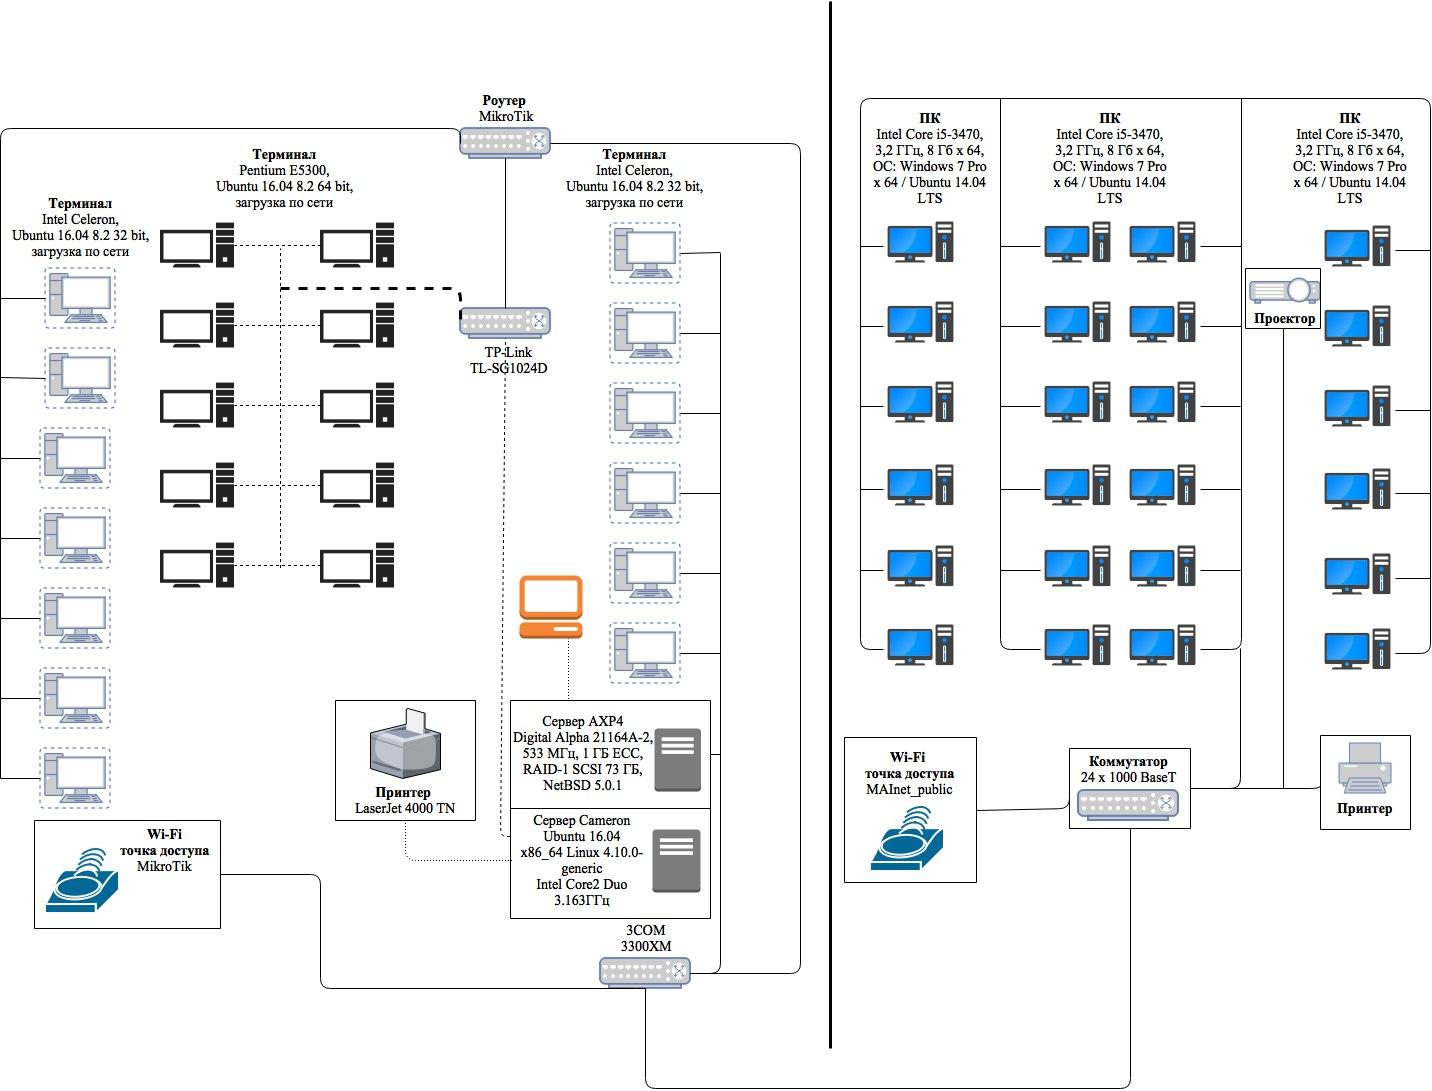 Роутер
MikroTik
Терминал
Pentium E5300,
Ubuntu 16.04 8.2 64 bit,
загрузка по сети
Терминал
Intel Celeron,
Ubuntu 16.04 8.2 32 bit,
загрузка по сети
Терминал
Intel Celeron,
Ubuntu 16.04 8.2 32 bit,
загрузка по сети
TP-Link
TL-SG1024D
Принтер
LaserJet 4000 TN
Сервер AXP4
Digital Alpha 21164A-2,
533 МГц, 1 ГБ ECC,
RAID-1 SCSI 73 ГБ,
NetBSD 5.0.1
Сервер Cameron
Ubuntu 16.04
x86_64 Linux 4.10.0-
generic
Intel Core2 Duo
3.163ГГц
Wi-Fi
точка доступа
MikroTik
3COM
3300XM
ПК
Intel Core i5-3470,
3,2 ГГц, 8 Гб x 64,
ОС: Windows 7 Pro
x 64 / Ubuntu 14.04
LTS
ПК
Intel Core i5-3470,
3,2 ГГц, 8 Гб x 64,
ОС: Windows 7 Pro
x 64 / Ubuntu 14.04
LTS
ПК
Intel Core i5-3470,
3,2 ГГц, 8 Гб x 64,
ОС: Windows 7 Pro
x 64 / Ubuntu 14.04
LTS
Проектор
Wi-Fi
точка доступа
MAInet_public
Коммутатор
24 x 1000 BaseT
Принтер